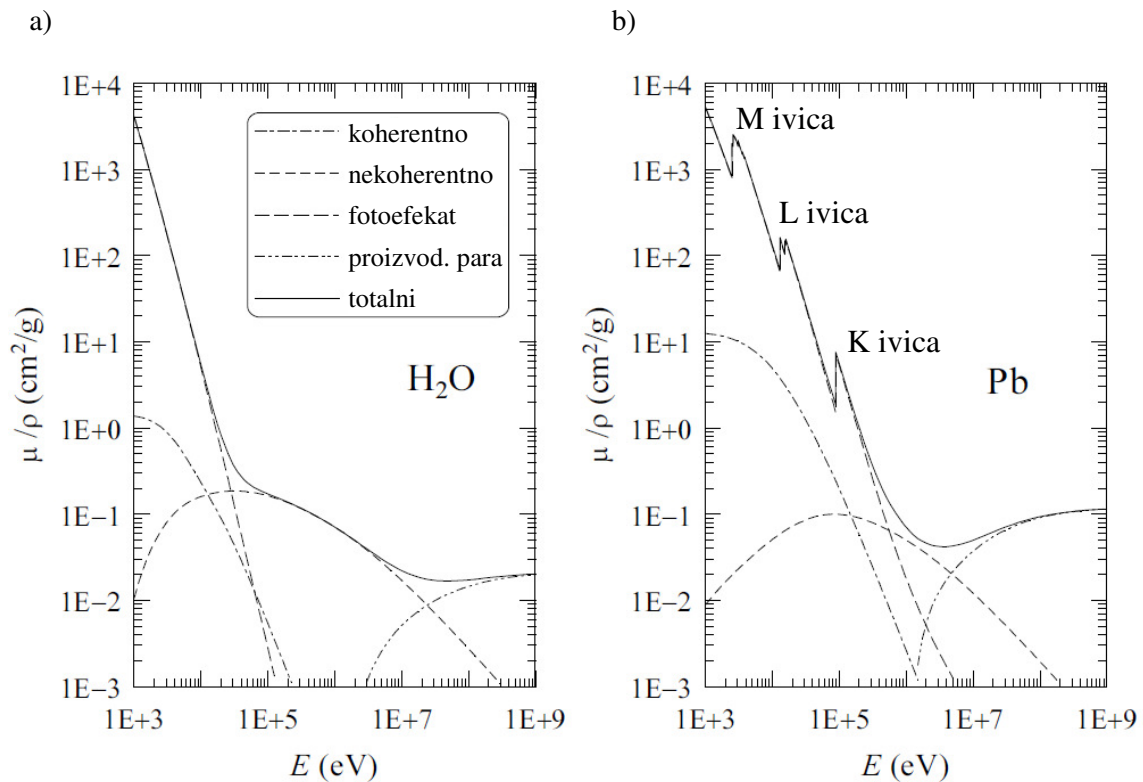 a)
1E+4
1E+3
1E+2
1E+1
1E+0
1E-1
1E-2
1E-3
μ /ρ (cm²/g)
koherentno
nekoherentno
fotoefekat
proizvod. para
totalni
H₂O
1E+3
1E+5
1E+7
1E+9
E (eV)
b)
1E+4
1E+3
1E+2
1E+1
1E+0
1E-1
1E-2
1E-3
μ /ρ (cm²/g)
M ivica
L ivica
K ivica
Pb
1E+3
1E+5
1E+7
1E+9
E (eV)